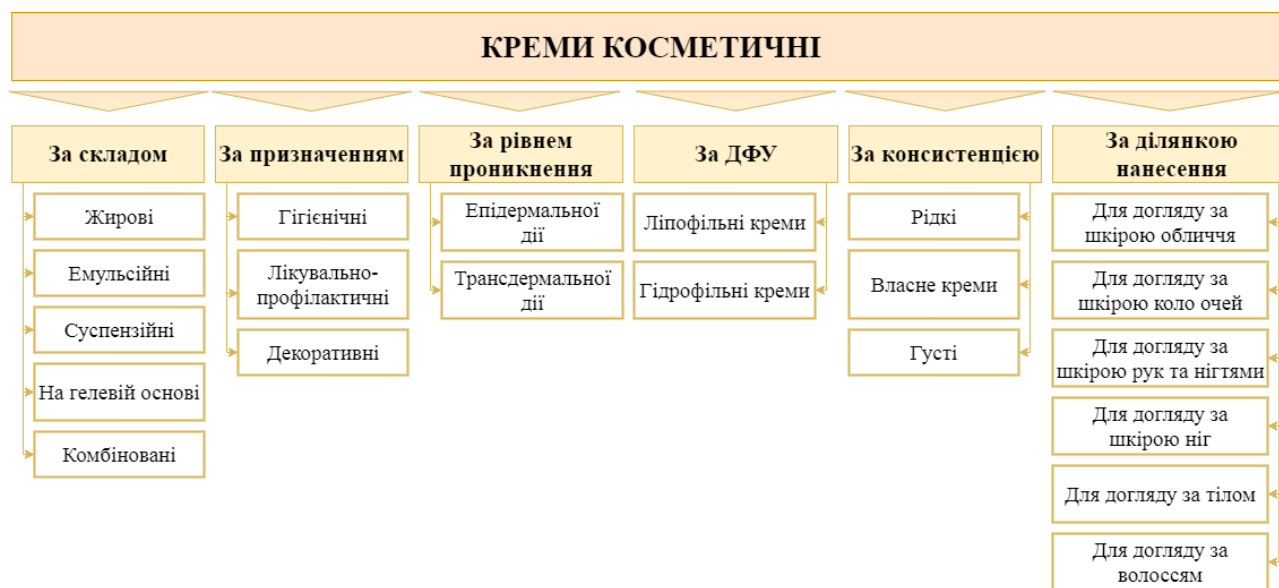 КРЕМИ КОСМЕТИЧНІ
За складом
Жирові
Емульсійні
Суспензійні
На гелевій основі
Комбіновані
За призначенням
Гігієнічні
Лікувально-
профілактичні
Декоративні
За рівнем
проникнення
Епідермальної
дії
Трансдермальної
дії
За ДФУ
Ліпофільні креми
Гідрофільні креми
За консистенцією
Рідкі
Власне креми
Густі
За ділянкою
нанесення
Для догляду за
шкірою обличчя
Для догляду за
шкірою коло очей
Для догляду за
шкірою рук та нігтями
Для догляду за
шкірою ніг
Для догляду за тілом
Для догляду за
волоссям